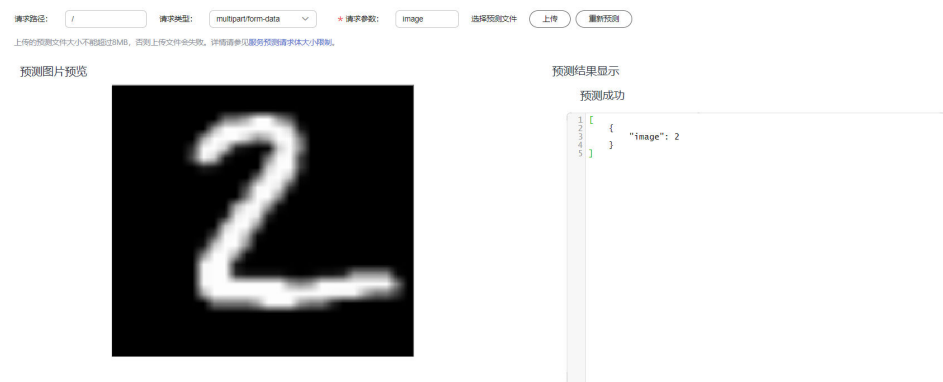 请求路径： / 请求类型： multipart/form-data * 请求参数： image 选择预测文件 上传 重新预测
上传的预测文件大小不能超过8MB，否则上传文件会失败。详情请参见服务预测请求体大小限制。
预测图片预览
2
预测结果显示
预测成功
1 [
2 {
3 "image": 2
4 }
5 ]